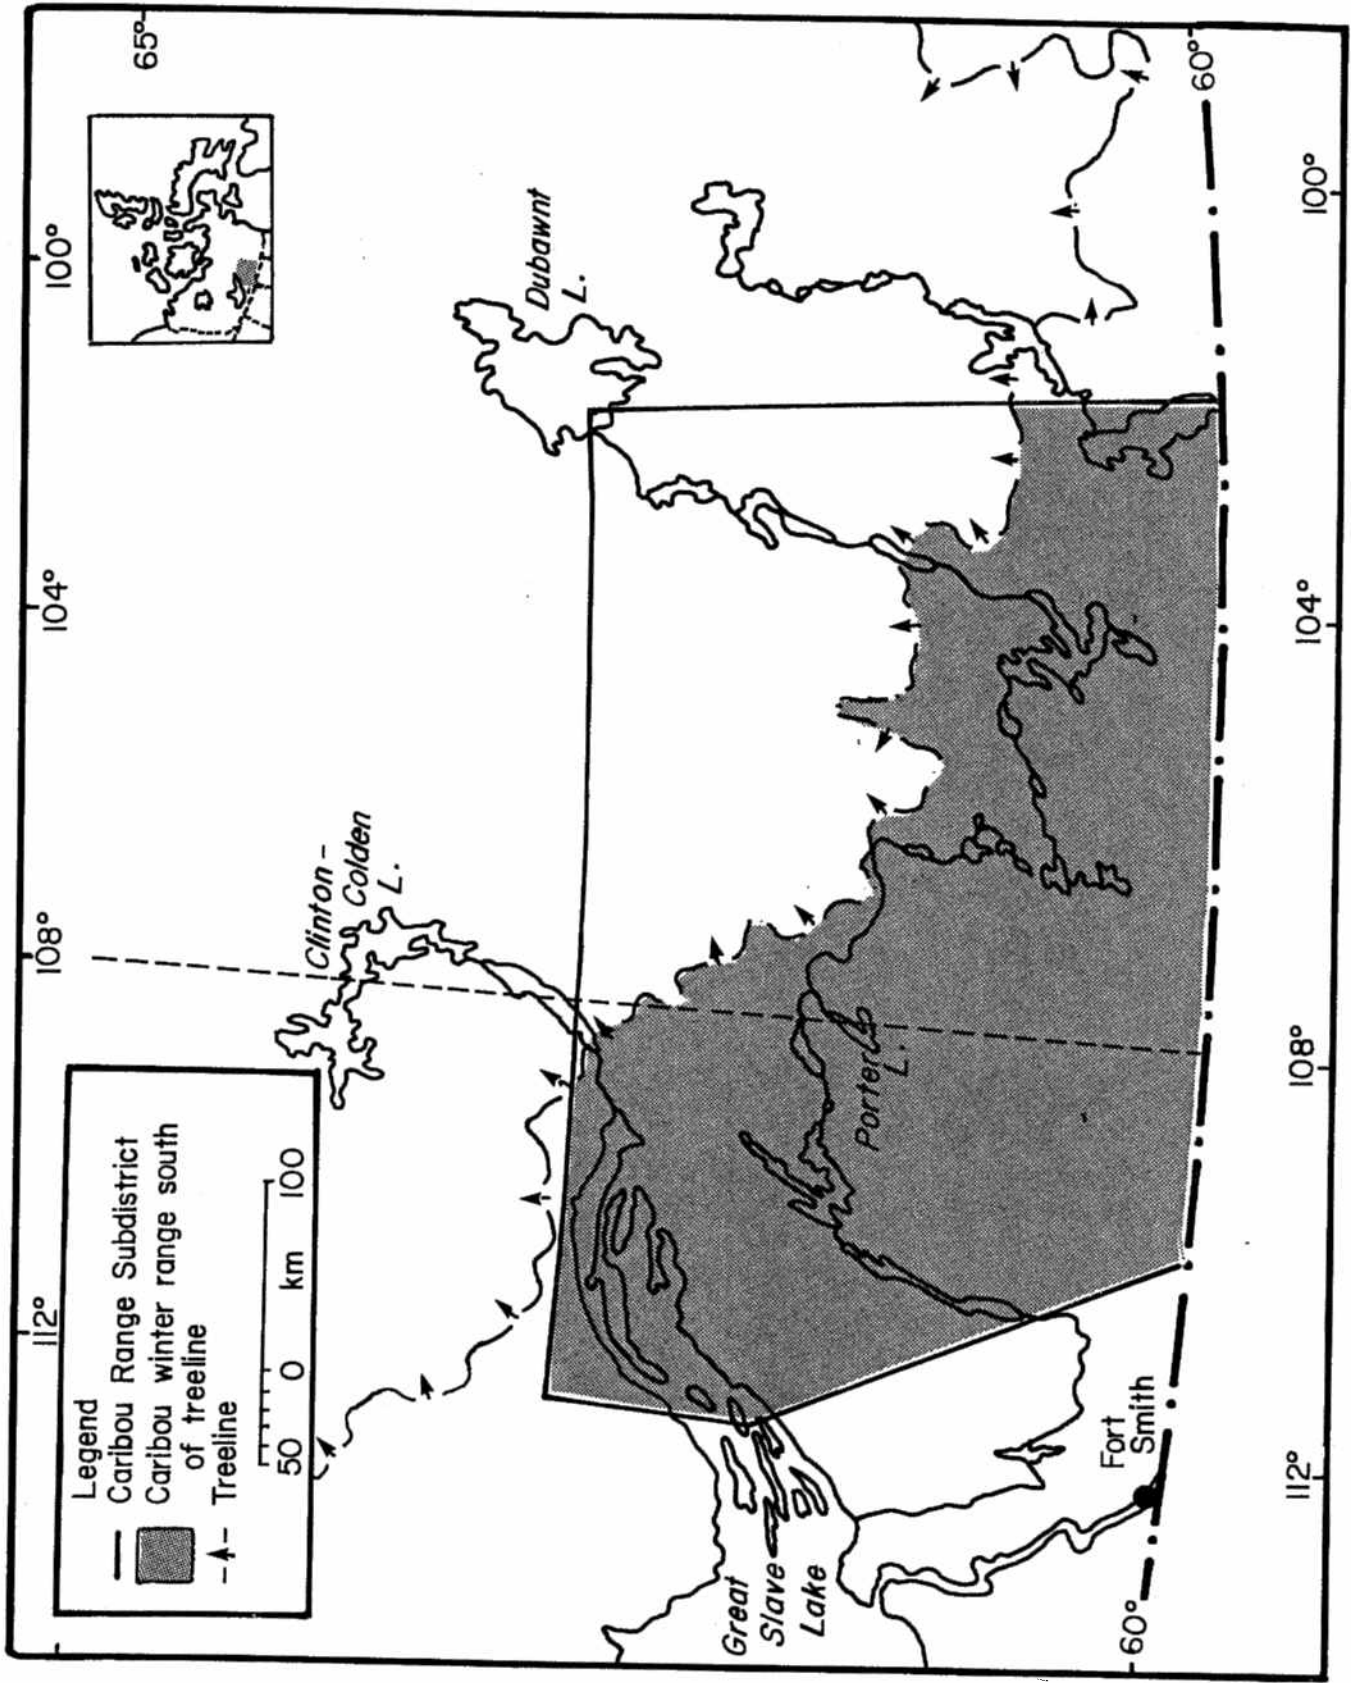 112°
108°
104°
100°
65°
Legend
Caribou Range Subdistrict
Caribou winter range south
of treeline
Treeline
50 0 km 100
Clinton-
Colden
L.
Dubawnt
L.
Great
Slave
Lake
Porter
L.
Fort
Smith
60°
60°
112°
108°
104°
100°